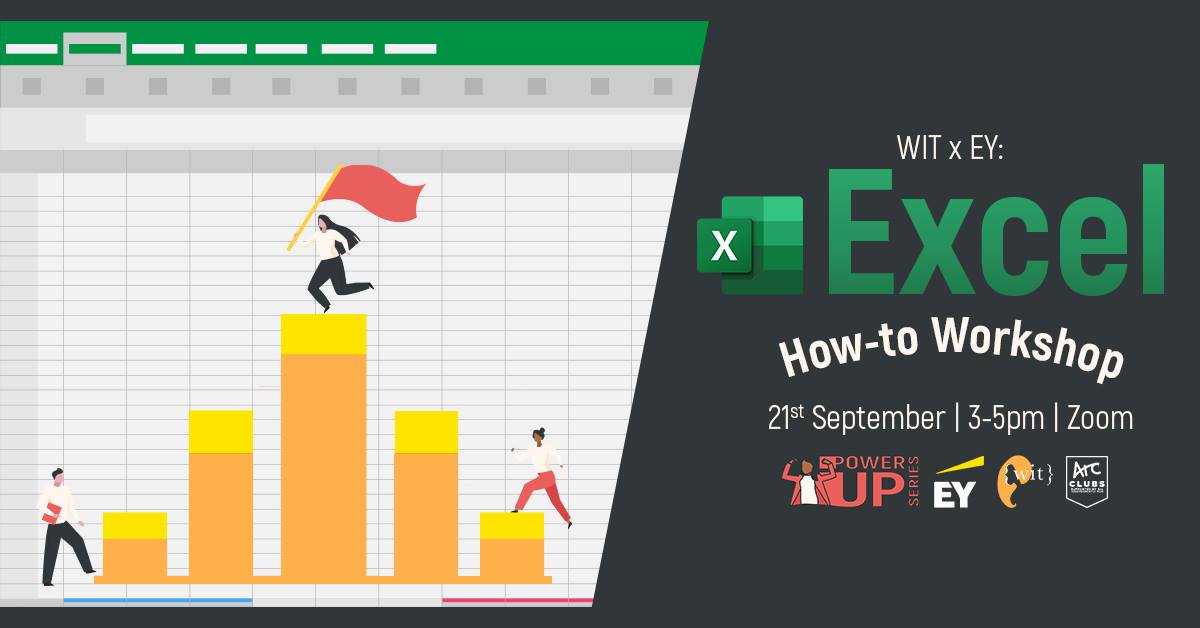 WIT x EY:
X
Excel
How-to Workshop
21st September | 3-5pm | Zoom
POWER
UP
SERIES
EY
{wit}
ARC
CLUBS